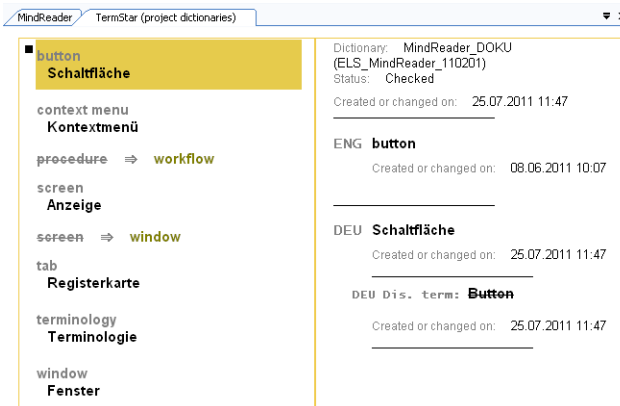 MindReader
TermStar (project dictionaries)
button
Schaltfläche
context menu
Kontextmenü
procedure ⇒ workflow
screen
Anzeige
screen ⇒ window
tab
Registerkarte
terminology
Terminologie
window
Fenster
Dictionary: MindReader_DOKU
(ELS_MindReader_110201)
Status: Checked
Created or changed on: 25.07.2011 11:47
ENG button
Created or changed on: 08.06.2011 10:07
DEU Schaltfläche
Created or changed on: 25.07.2011 11:47
DEU Dis. term: Button
Created or changed on: 25.07.2011 11:47